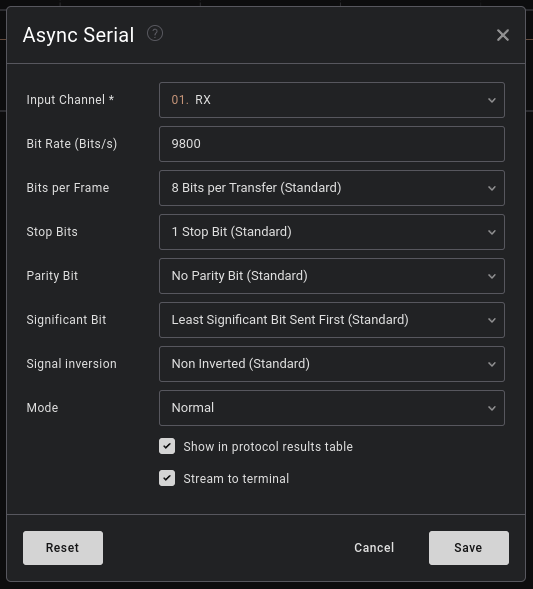 Async Serial ?
Input Channel * 01. RX
Bit Rate (Bits/s) 9800
Bits per Frame 8 Bits per Transfer (Standard)
Stop Bits 1 Stop Bit (Standard)
Parity Bit No Parity Bit (Standard)
Significant Bit Least Significant Bit Sent First (Standard)
Signal inversion Non Inverted (Standard)
Mode Normal
Show in protocol results table
Stream to terminal
Reset Cancel Save